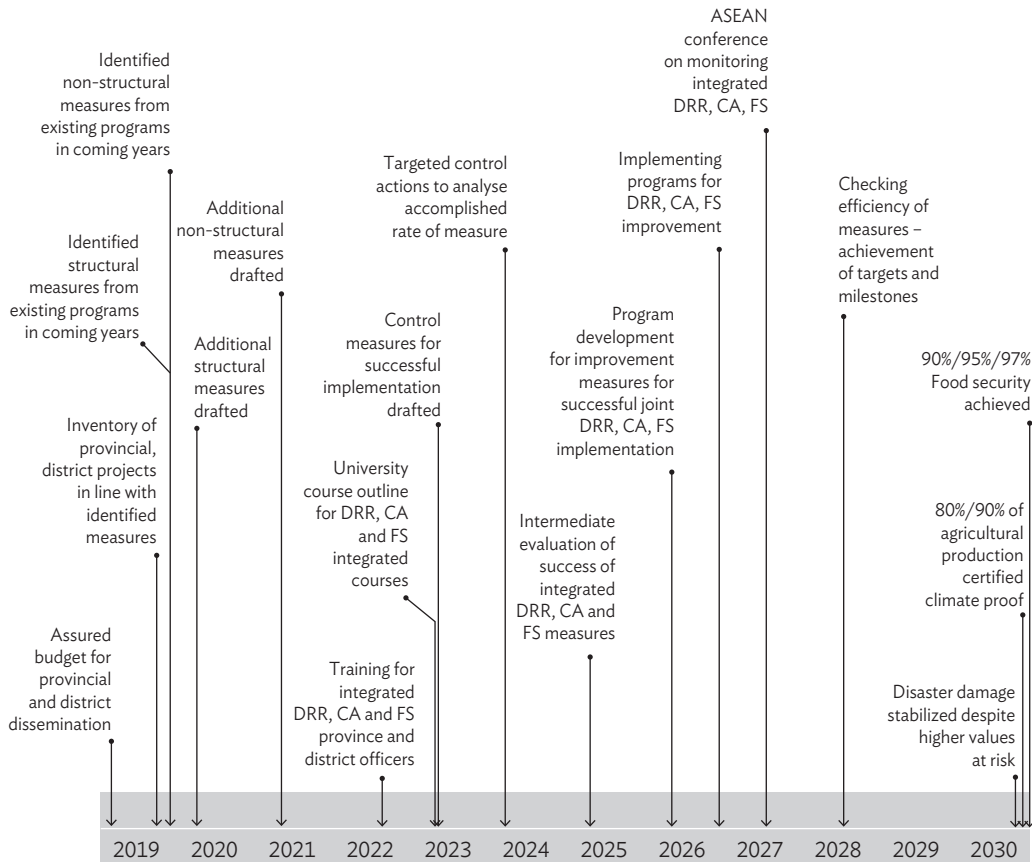 Identified
non-structural
measures from
existing programs
in coming years
Identified
structural
measures from
existing programs
in coming years
Inventory of
provincial,
district projects
in line with
identified
measures
Assured
budget for
provincial
and district
dissemination
Additional
non-structural
measures
drafted
Additional
structural
measures
drafted
Targeted control
actions to analyse
accomplished
rate of measure
Control
measures for
successful
implementation
drafted
University
course outline
for DRR, CA
and FS
integrated
courses
Training for
integrated
DRR, CA and FS
province and
district officers
ASEAN
conference
on monitoring
integrated
DRR, CA, FS
Implementing
programs for
DRR, CA, FS
improvement
Program
development
for improvement
measures for
successful joint
DRR, CA, FS
implementation
Intermediate
evaluation of
success of
integrated
DRR, CA and
FS measures
Checking
efficiency of
measures –
achievement
of targets and
milestones
90%/95%/97%
Food security
achieved
80%/90% of
agricultural
production
certified
climate proof
Disaster damage
stabilized despite
higher values
at risk
2019 2020 2021 2022 2023 2024 2025 2026 2027 2028 2029 2030